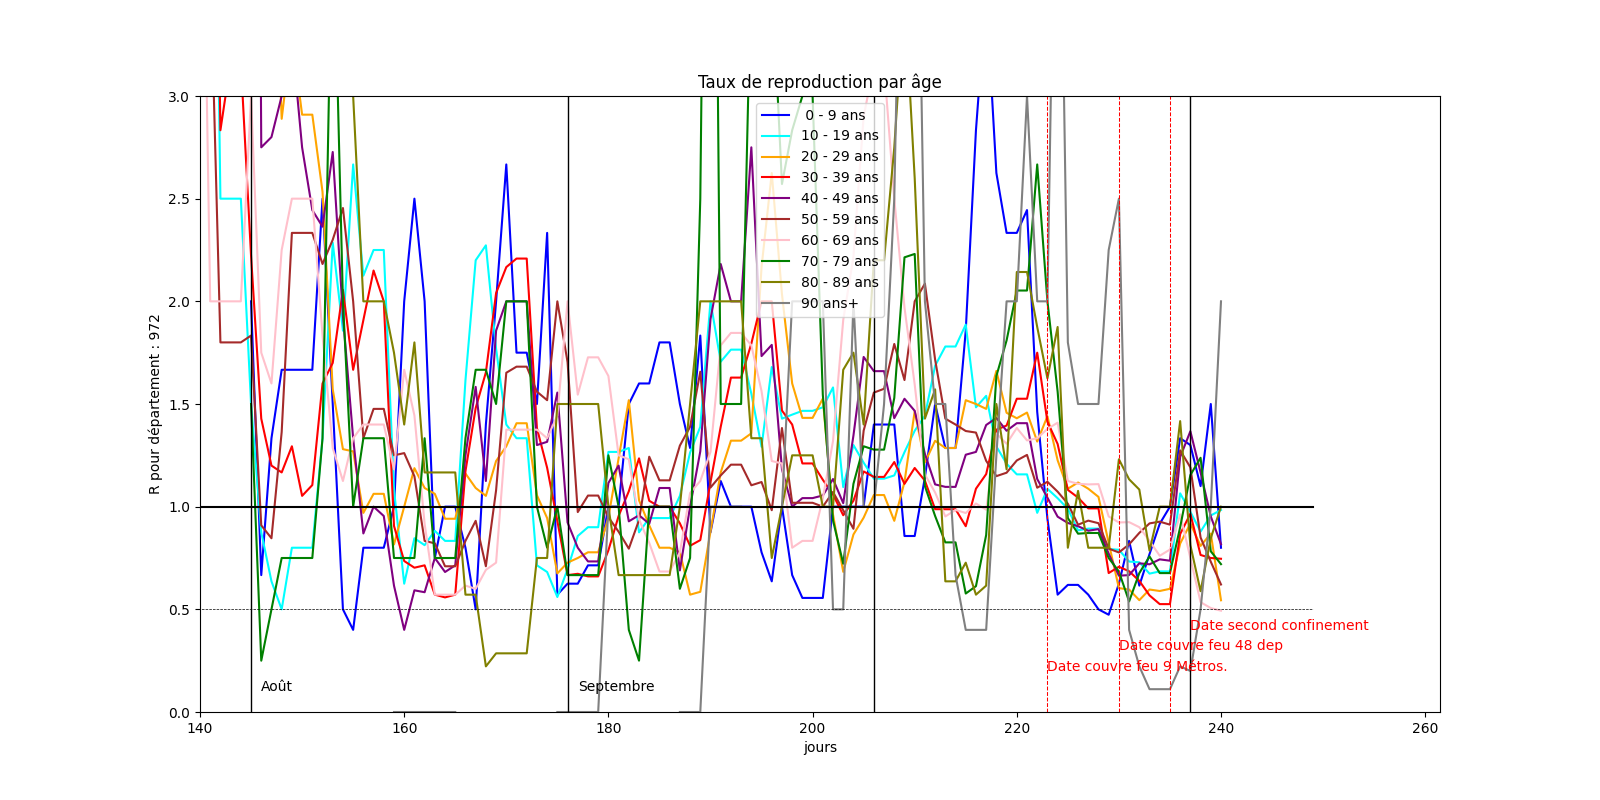 Taux de reproduction par âge
R pour département : 972
3.0
2.5
2.0
1.5
1.0
0.5
0.0
0 - 9 ans
10 - 19 ans
20 - 29 ans
30 - 39 ans
40 - 49 ans
50 - 59 ans
60 - 69 ans
70 - 79 ans
80 - 89 ans
90 ans+
Date second confinement
Date couvre feu 48 dep
Date couvre feu 9 Métros.
Août
Septembre
140
160
180
200
220
240
260
jours